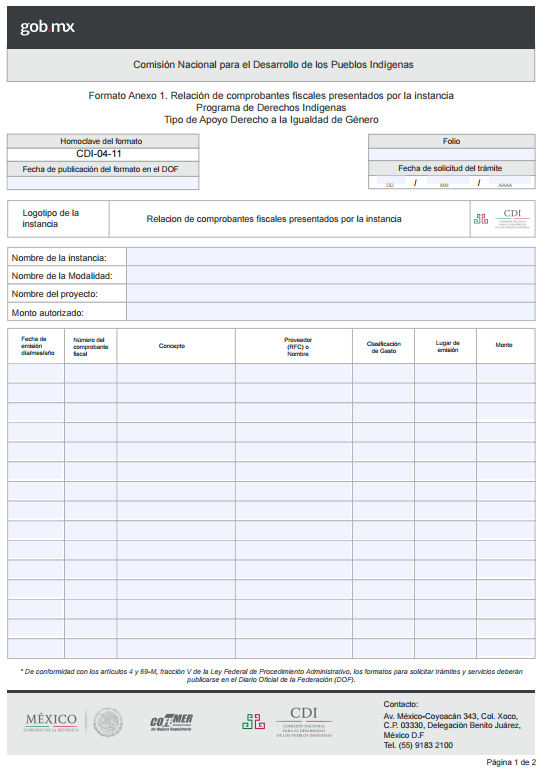 gob.mx
Comisión Nacional para el Desarrollo de los Pueblos Indígenas
Formato Anexo 1. Relación de comprobantes fiscales presentados por la instancia
Programa de Derechos Indígenas
Tipo de Apoyo Derecho a la Igualdad de Género
Homoclave del formato
CDI-04-11
Fecha de publicación del formato en el DOF
Folio
Fecha de solicitud del trámite
/ /
DD MM AAAA
Logotipo de la
instancia
Relacion de comprobantes fiscales presentados por la instancia
CDI
COMISIÓN NACIONAL
PARA EL DESARROLLO
DE LOS PUEBLOS INDÍGENAS
Nombre de la instancia:
Nombre de la Modalidad:
Nombre del proyecto:
Monto autorizado:
Fecha de
emisión
dia/mes/año
Número del
comprobante
fiscal
Concepto
Proveedor
(RFC) o
Nombre
Clasificación
de Gasto
Lugar de
emisión
Monto
* De conformidad con los artículos 4 y 69-M, fracción V de la Ley Federal de Procedimiento Administrativo, los formatos para solicitar trámites y servicios deberán
publicarse en el Diario Oficial de la Federación (DOF).
MÉXICO
GOBIERNO DE LA REPÚBLICA
COFEMER
de Mejora Regulatoria
CDI
COMISIÓN NACIONAL
PARA EL DESARROLLO
DE LOS PUEBLOS INDÍGENAS
Contacto:
Av. México-Coyoacán 343, Col. Xoco,
C.P. 03330, Delegación Benito Juárez,
México D.F
Tel. (55) 9183 2100
Página 1 de 2